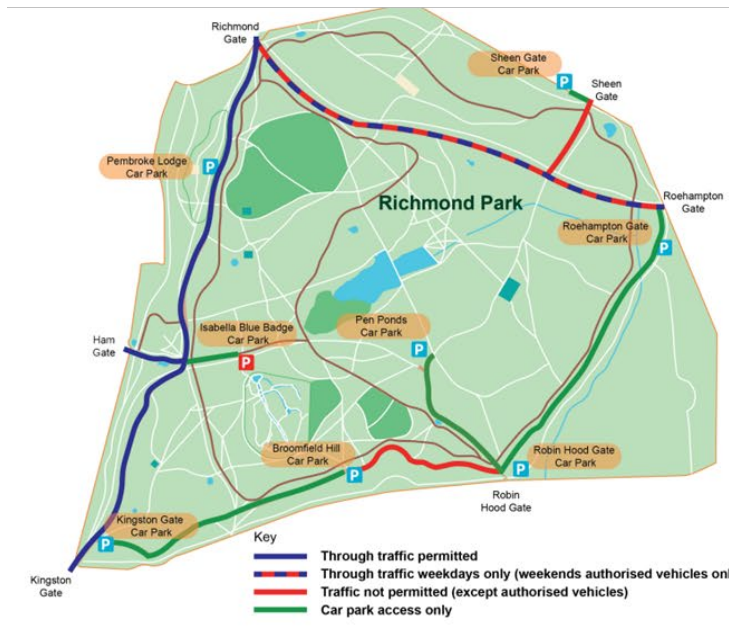 Richmond
Gate
Sheen Gate
Car Park
P
Sheen
Gate
Pembroke Lodge
Car Park
P
Richmond Park
Roehampton
Gate
Roehampton Gate
Car Park
P
Ham
Gate
Isabella Blue Badge
Car Park
P
Pen Ponds
Car Park
P
Broomfield Hill
Car Park
P
Robin Hood Gate
Car Park
P
Robin
Hood Gate
Kingston Gate
Car Park
P
Kingston
Gate
Key
Through traffic permitted
Through traffic weekdays only (weekends authorised vehicles onl
Traffic not permitted (except authorised vehicles)
Car park access only